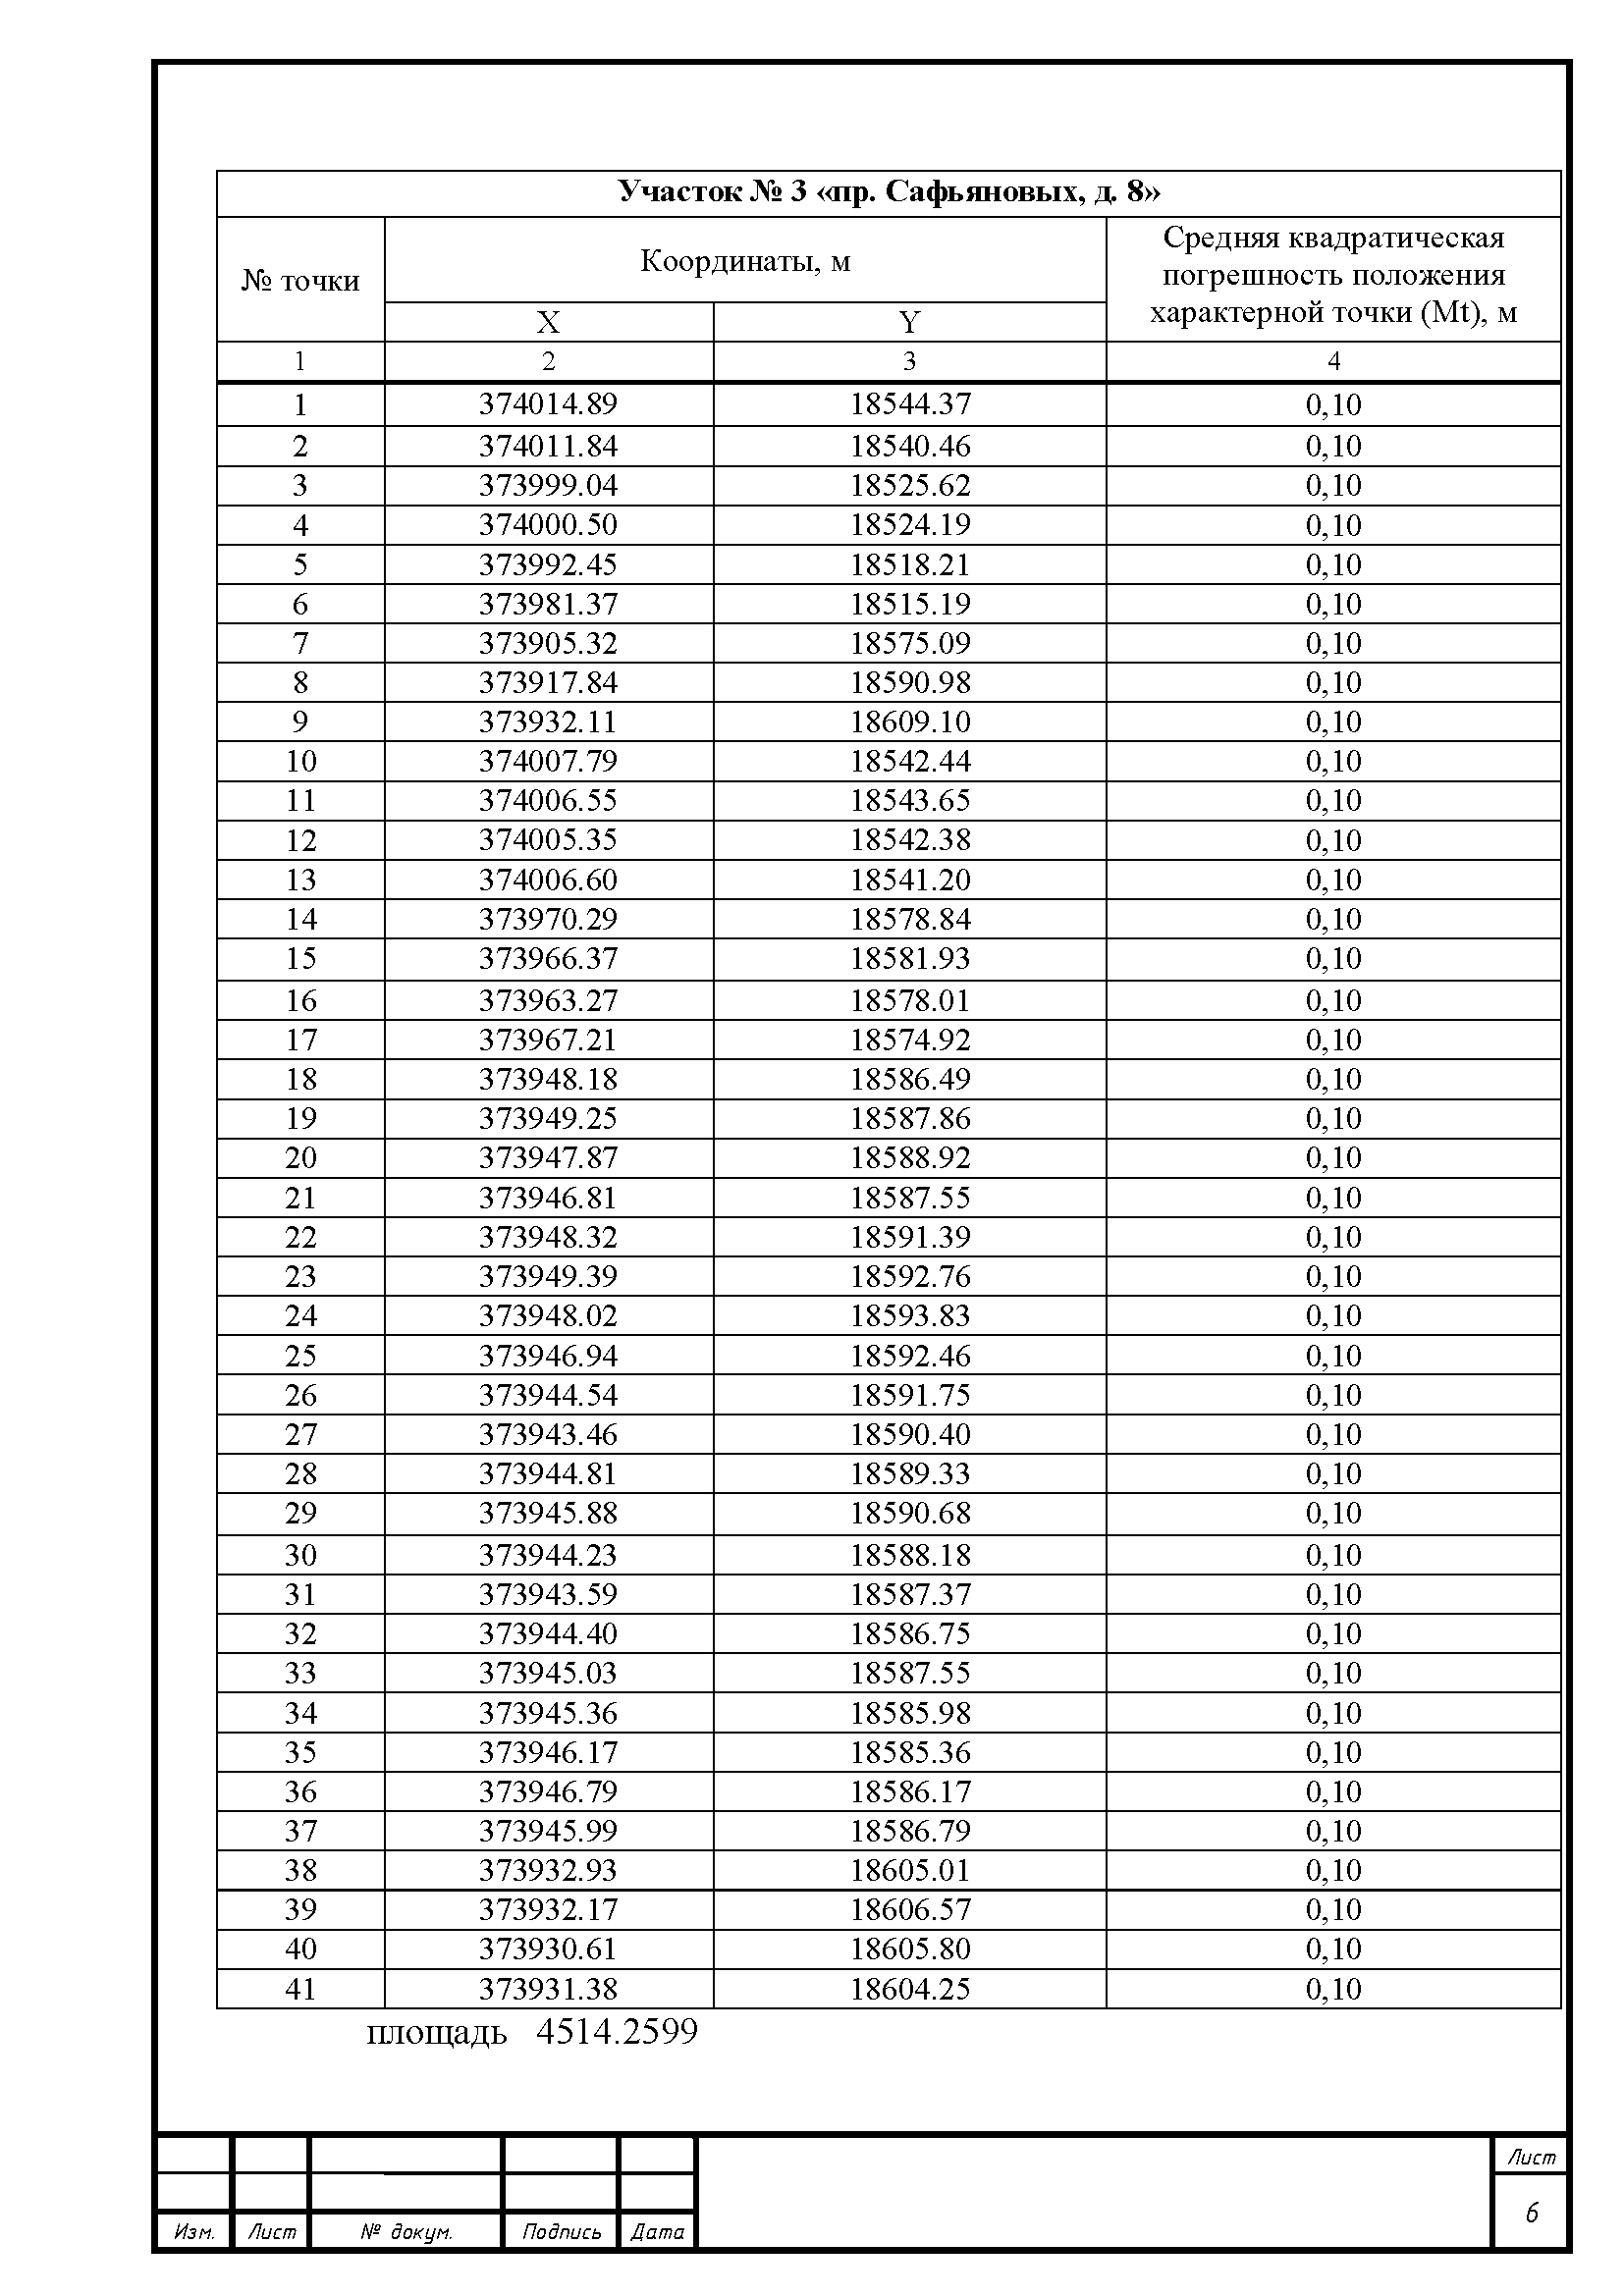 Участок № 3 «пр. Сафьяновых, д. 8»
№ точки Координаты, м Средняя квадратическая
погрешность положения
характерной точки (Mt), м
X Y
1 2 3 4
1 374014.89 18544.37 0,10
2 374011.84 18540.46 0,10
3 373999.04 18525.62 0,10
4 374000.50 18524.19 0,10
5 373992.45 18518.21 0,10
6 373981.37 18515.19 0,10
7 373905.32 18575.09 0,10
8 373917.84 18590.98 0,10
9 373932.11 18609.10 0,10
10 374007.79 18542.44 0,10
11 374006.55 18543.65 0,10
12 374005.35 18542.38 0,10
13 374006.60 18541.20 0,10
14 373970.29 18578.84 0,10
15 373966.37 18581.93 0,10
16 373963.27 18578.01 0,10
17 373967.21 18574.92 0,10
18 373948.18 18586.49 0,10
19 373949.25 18587.86 0,10
20 373947.87 18588.92 0,10
21 373946.81 18587.55 0,10
22 373948.32 18591.39 0,10
23 373949.39 18592.76 0,10
24 373948.02 18593.83 0,10
25 373946.94 18592.46 0,10
26 373944.54 18591.75 0,10
27 373943.46 18590.40 0,10
28 373944.81 18589.33 0,10
29 373945.88 18590.68 0,10
30 373944.23 18588.18 0,10
31 373943.59 18587.37 0,10
32 373944.40 18586.75 0,10
33 373945.03 18587.55 0,10
34 373945.36 18585.98 0,10
35 373946.17 18585.36 0,10
36 373946.79 18586.17 0,10
37 373945.99 18586.79 0,10
38 373932.93 18605.01 0,10
39 373932.17 18606.57 0,10
40 373930.61 18605.80 0,10
41 373931.38 18604.25 0,10
площадь 4514.2599
Лист
6
Изм. Лист № докум. Подпись Дата